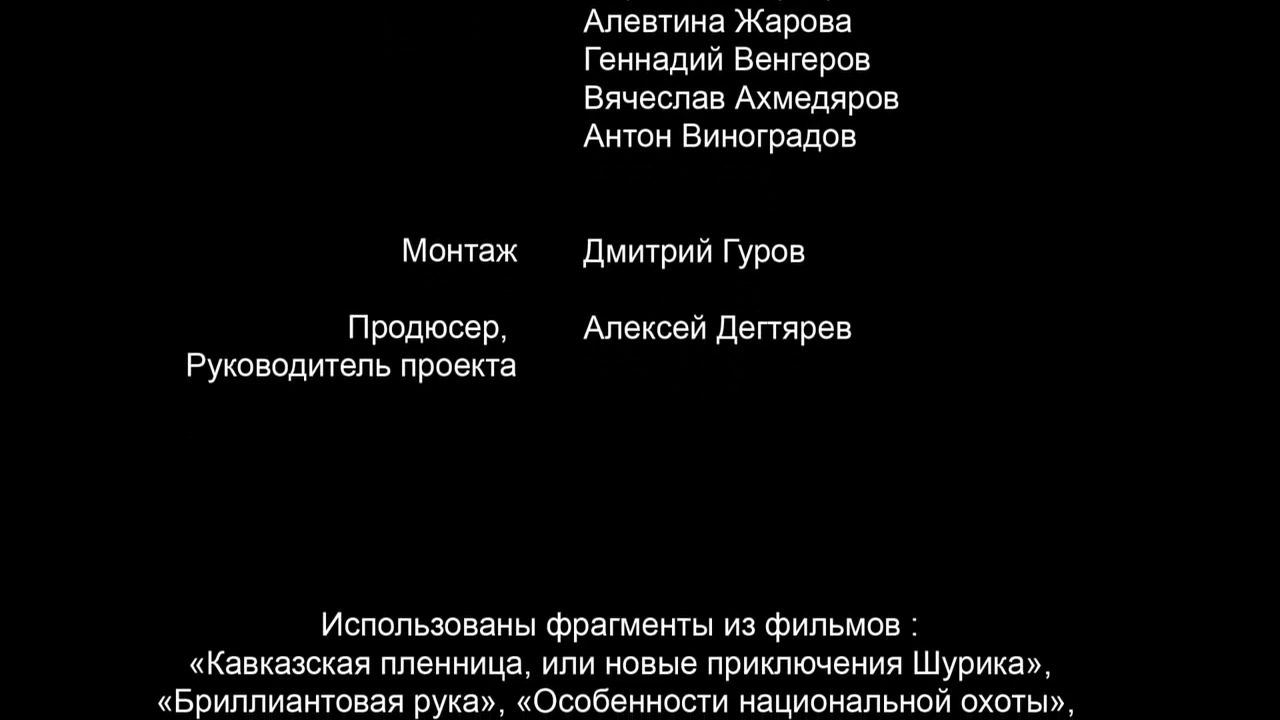 Алевтина Жарова
Геннадий Венгеров
Вячеслав Ахмедяров
Антон Виноградов
Монтаж Дмитрий Гуров
Продюсер, Алексей Дегтярев
Руководитель проекта
Использованы фрагменты из фильмов :
«Кавказская пленница, или новые приключения Шурика»,
«Бриллиантовая рука», «Особенности национальной охоты»,